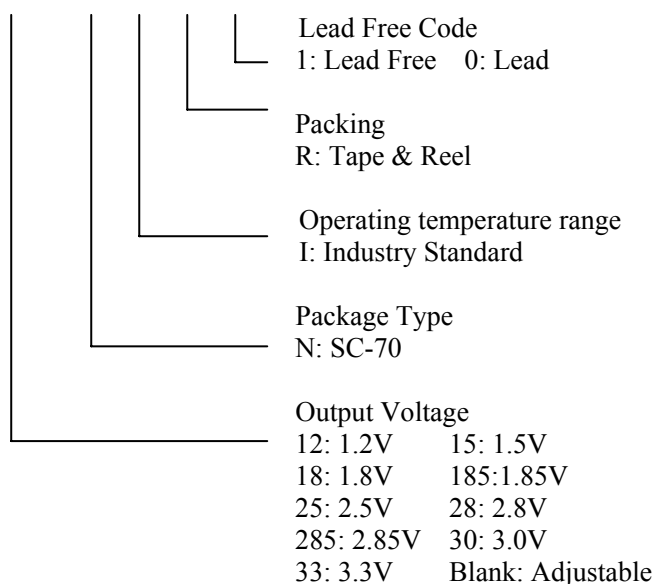 Lead Free Code
1: Lead Free 0: Lead
Packing
R: Tape & Reel
Operating temperature range
I: Industry Standard
Package Type
N: SC-70
Output Voltage
12: 1.2V 15: 1.5V
18: 1.8V 185:1.85V
25: 2.5V 28: 2.8V
285: 2.85V 30: 3.0V
33: 3.3V Blank: Adjustable